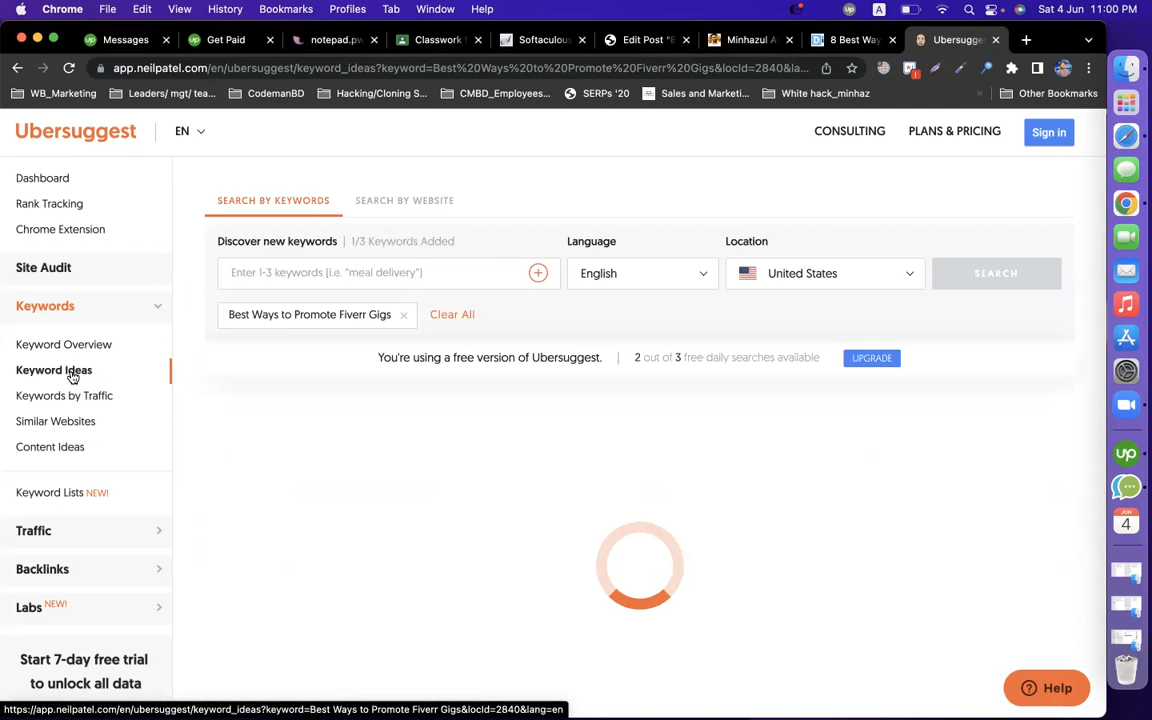 Chrome File Edit View History Bookmarks Profiles Tab Window Help A Sat 4 Jun 11:00 PM
Messages Get Paid notepad.pw Classwork Softaculous Edit Post "E Minhazul A 8 Best Way Ubersugge
app.neilpatel.com/en/ubersuggest/keyword_ideas?keyword=Best%20Ways%20to%20Promote%20Fiverr%20Gigs&locId=2840&la...
WB_Marketing Leaders/ mgt/ tea... CodemanBD Hacking/Cloning S... CMBD_Employees... SERPs '20 Sales and Marketi... White hack_minhaz » Other Bookmarks
Ubersuggest EN CONSULTING PLANS & PRICING Sign in
Dashboard
Rank Tracking
Chrome Extension
Site Audit
Keywords
Keyword Overview
Keyword Ideas
Keywords by Traffic
Similar Websites
Content Ideas
Keyword Lists NEW!
Traffic
Backlinks
Labs NEW!
Start 7-day free trial
to unlock all data
SEARCH BY KEYWORDS SEARCH BY WEBSITE
Discover new keywords | 1/3 Keywords Added Language Location
Enter 1-3 keywords (i.e. "meal delivery") English United States SEARCH
Best Ways to Promote Fiverr Gigs Clear All
You're using a free version of Ubersuggest. | 2 out of 3 free daily searches available UPGRADE
Help
up
JUN
4
https://app.neilpatel.com/en/ubersuggest/keyword_ideas?keyword=Best Ways to Promote Fiverr Gigs&locId=2840&lang=en